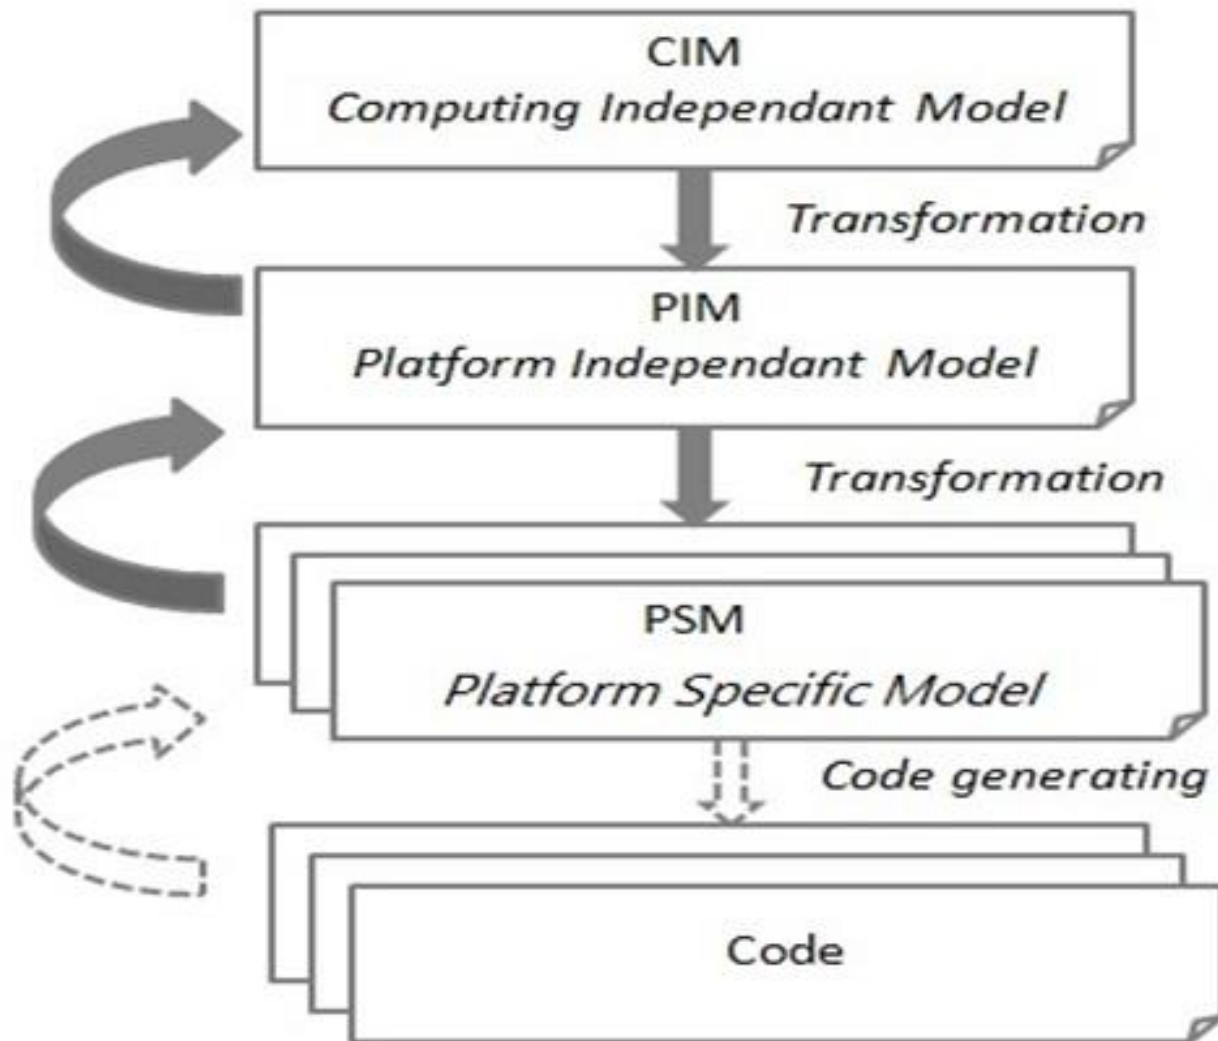 CIM
Computing Independant Model
Transformation
PIM
Platform Independant Model
Transformation
PSM
Platform Specific Model
Code generating
Code